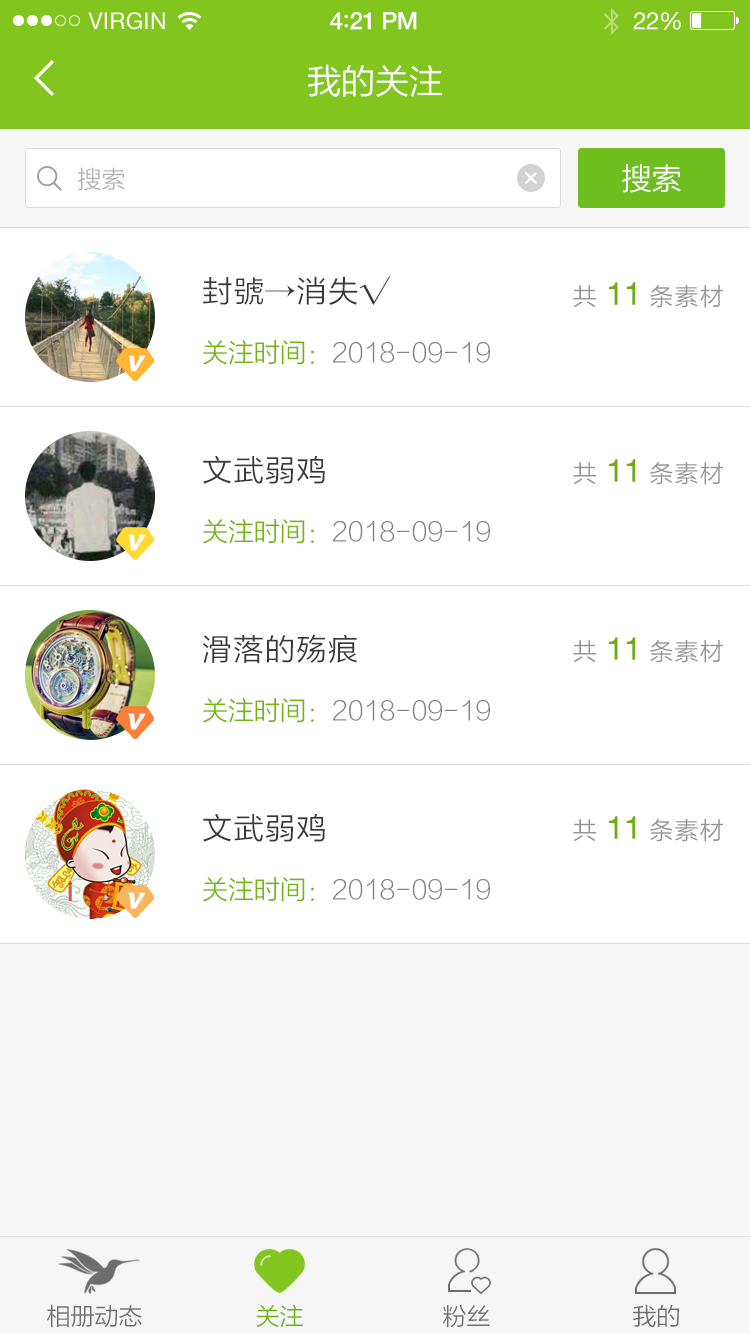 VIRGIN 4:21 PM 22%
我的关注
搜索 搜索
封號→消失√ 共 11 条素材
关注时间: 2018-09-19
文武弱鸡 共 11 条素材
关注时间: 2018-09-19
滑落的殇痕 共 11 条素材
关注时间: 2018-09-19
文武弱鸡 共 11 条素材
关注时间: 2018-09-19
相册动态 关注 粉丝 我的